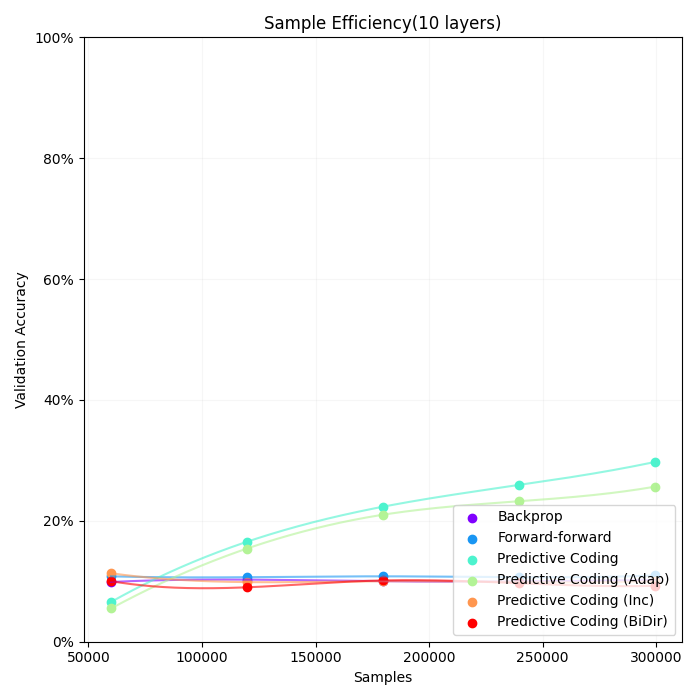 Sample Efficiency(10 layers)
100%
80%
60%
40%
20%
0%
Validation Accuracy
Backprop
Forward-forward
Predictive Coding
Predictive Coding (Adap)
Predictive Coding (Inc)
Predictive Coding (BiDir)
50000 100000 150000 200000 250000 300000
Samples